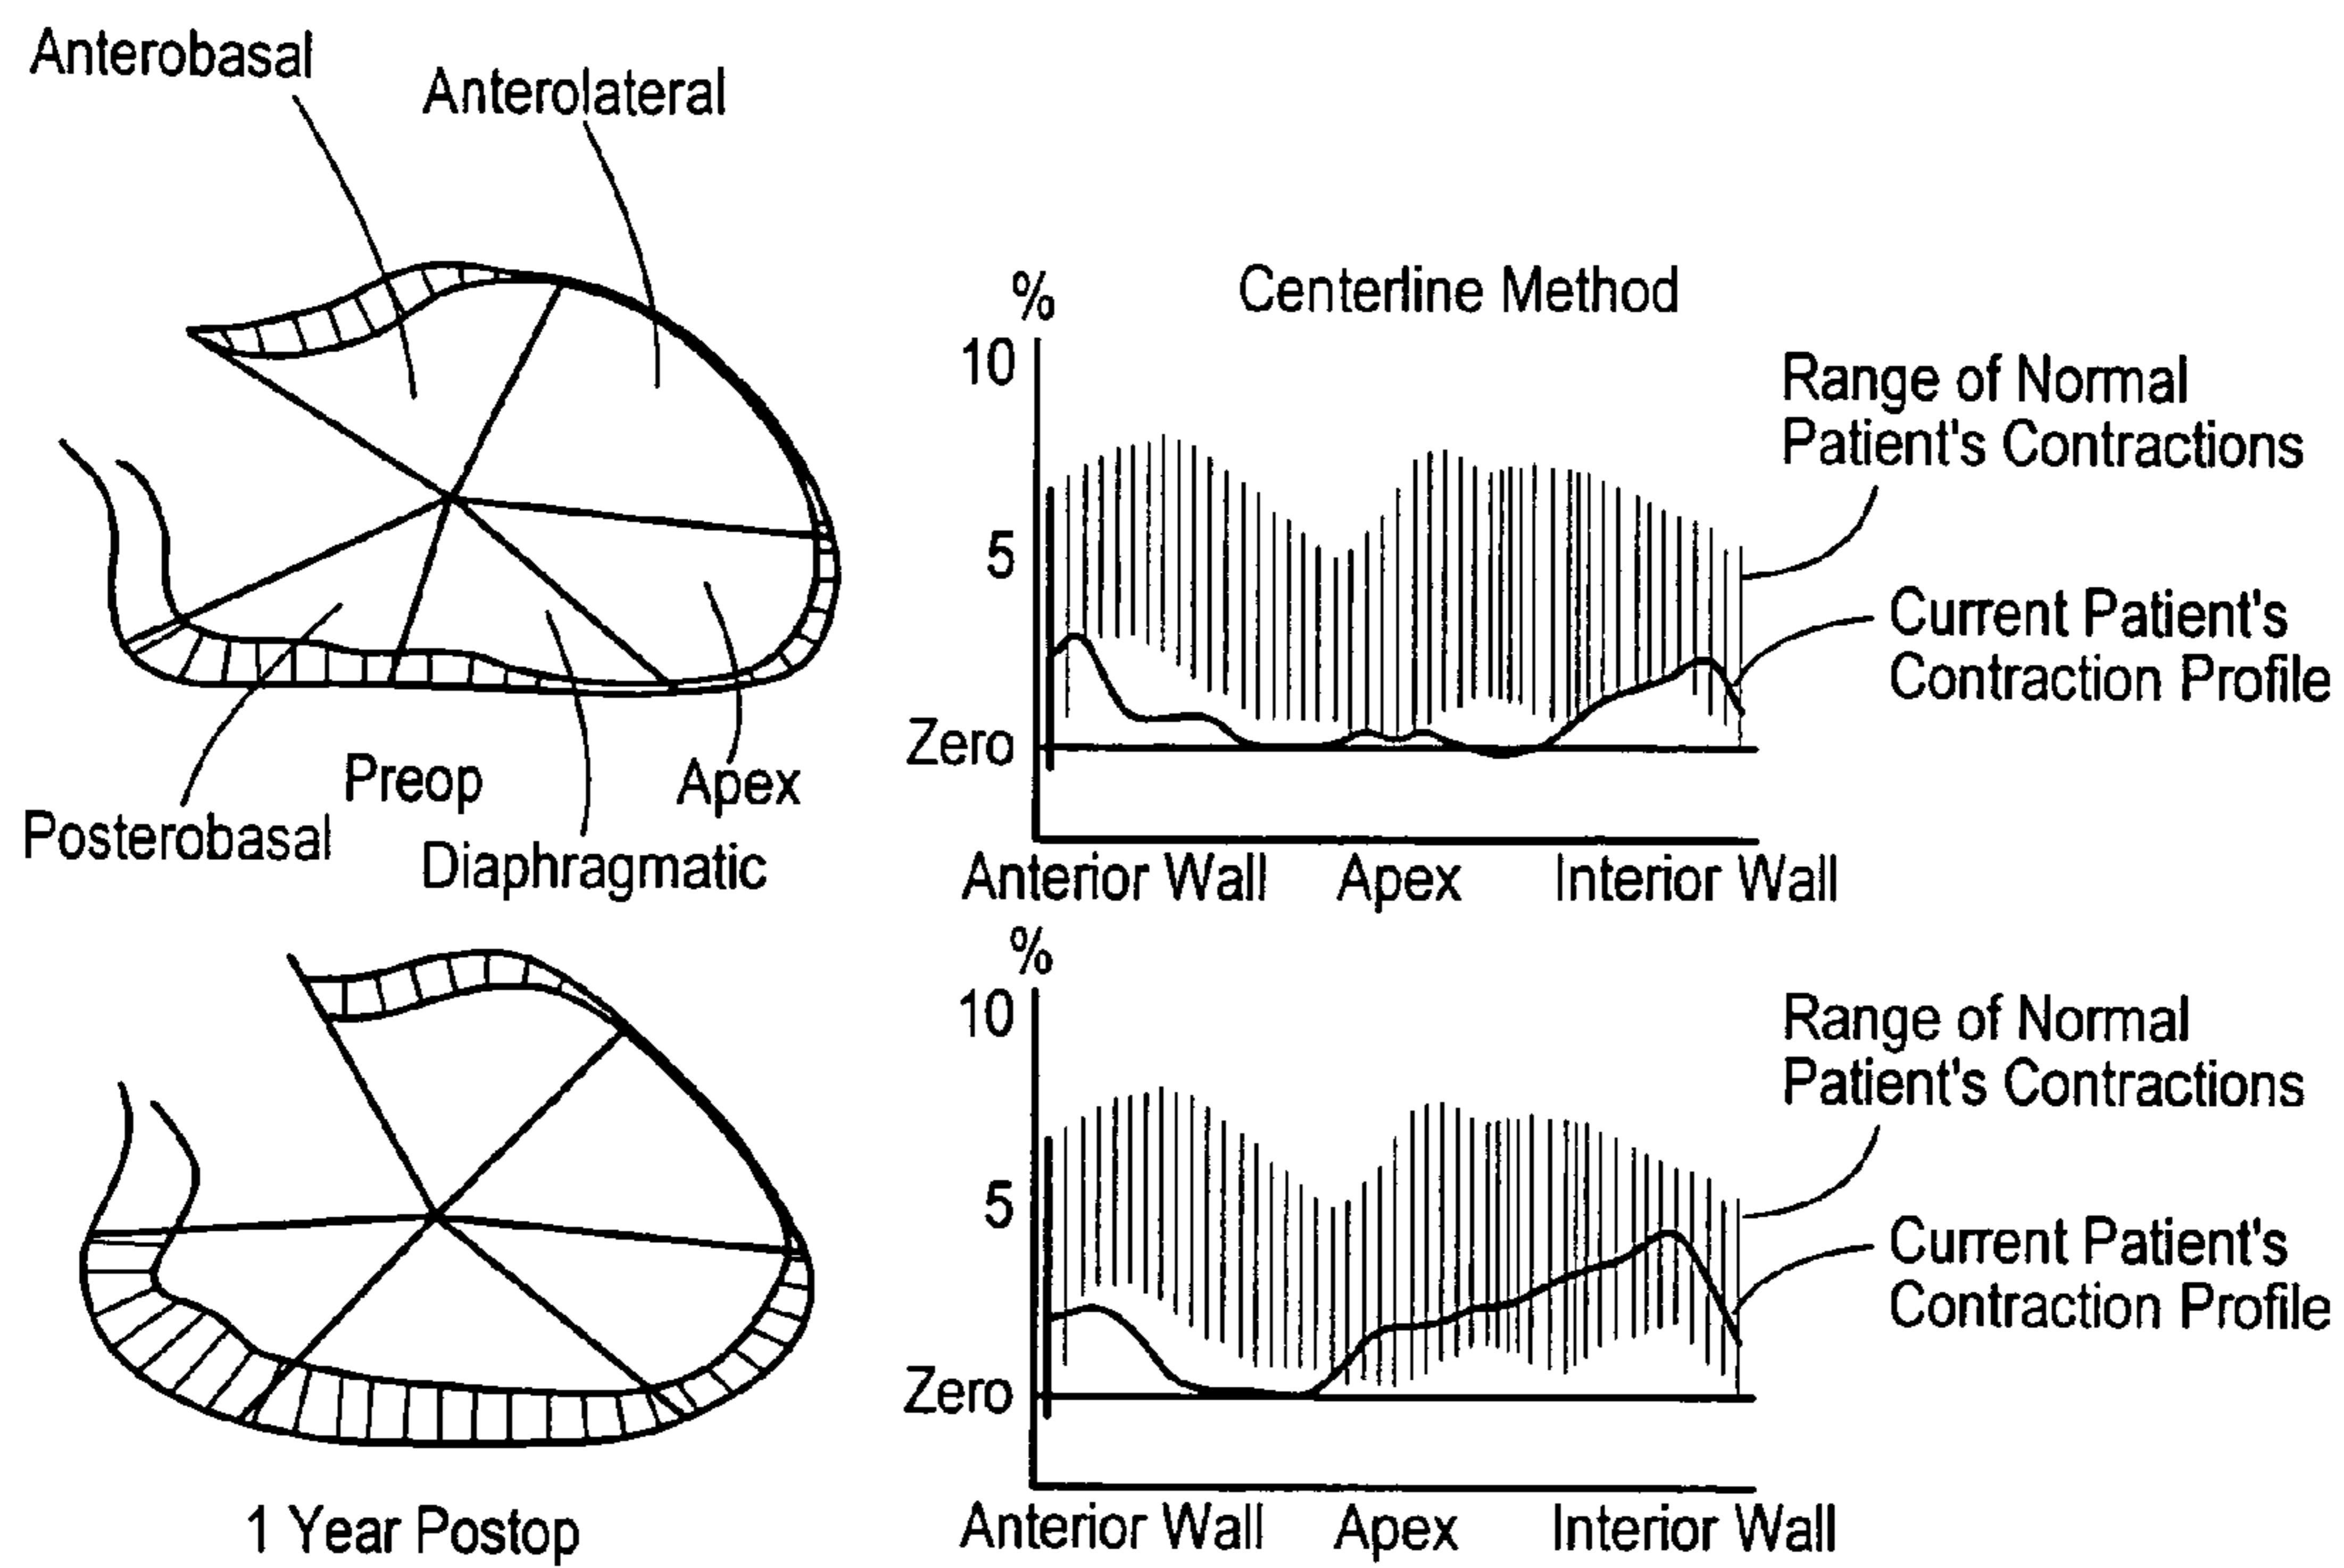 Anterobasal
Anterolateral
Posterobasal
Preop
Diaphragmatic
Apex
Centerline Method
%
10
5
Zero
Range of Normal
Patient's Contractions
Current Patient's
Contraction Profile
Anterior Wall Apex Interior Wall
1 Year Postop
%
10
5
Zero
Range of Normal
Patient's Contractions
Current Patient's
Contraction Profile
Anterior Wall Apex Interior Wall